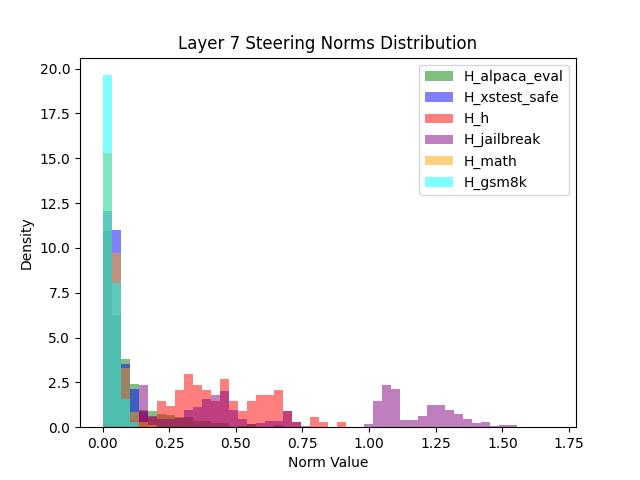 Layer 7 Steering Norms Distribution
20.0
17.5
15.0
12.5
10.0
7.5
5.0
2.5
0.0
Density
H_alpaca_eval
H_xstest_safe
H_h
H_jailbreak
H_math
H_gsm8k
0.00 0.25 0.50 0.75 1.00 1.25 1.50 1.75
Norm Value